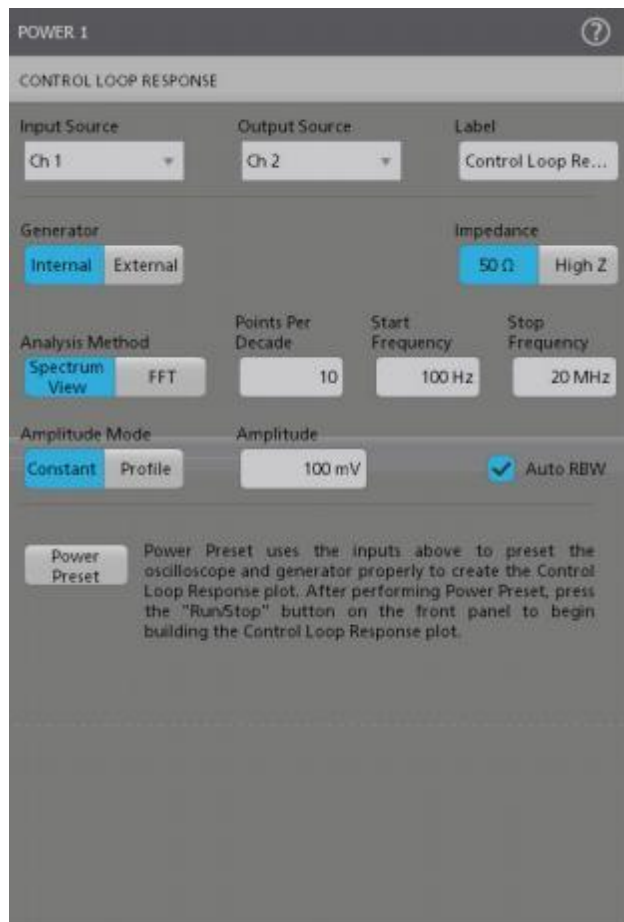 POWER 1
?
CONTROL LOOP RESPONSE
Input Source
Output Source
Label
Ch 1
Ch 2
Control Loop Re...
Generator
Impedance
Internal
External
50 Ω
High Z
Analysis Method
Points Per
Decade
Start
Frequency
Stop
Frequency
Spectrum
View
FFT
10
100 Hz
20 MHz
Amplitude Mode
Amplitude
Constant
Profile
100 mV
Auto RBW
Power
Preset
Power Preset uses the inputs above to preset the
oscilloscope and generator properly to create the Control
Loop Response plot. After performing Power Preset, press
the "Run/Stop" button on the front panel to begin
building the Control Loop Response plot.